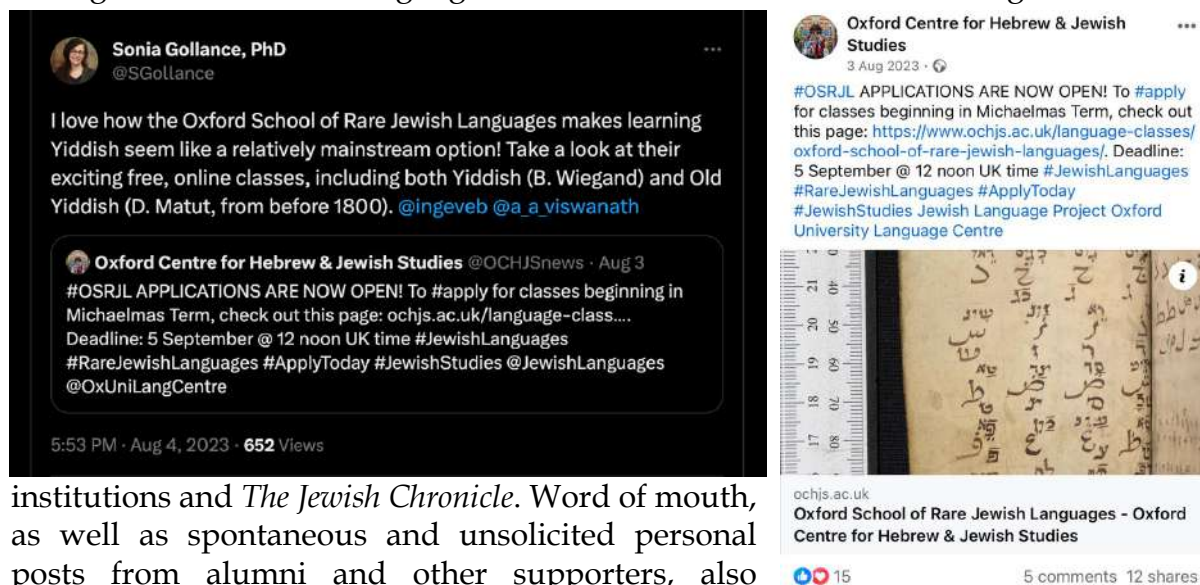 Sonia Gollance, PhD
@SGollance
I love how the Oxford School of Rare Jewish Languages makes learning
Yiddish seem like a relatively mainstream option! Take a look at their
exciting free, online classes, including both Yiddish (B. Wiegand) and Old
Yiddish (D. Matut, from before 1800). @ingeveb @a_a_viswanath
Oxford Centre for Hebrew & Jewish Studies @OCHJSnews · Aug 3
#OSRJL APPLICATIONS ARE NOW OPEN! To #apply for classes beginning in
Michaelmas Term, check out this page: ochjs.ac.uk/language-class....
Deadline: 5 September @ 12 noon UK time #JewishLanguages
#RareJewishLanguages #ApplyToday #JewishStudies @JewishLanguages
@OxUniLangCentre
5:53 PM · Aug 4, 2023 · 652 Views
institutions and The Jewish Chronicle. Word of mouth,
as well as spontaneous and unsolicited personal
posts from alumni and other supporters, also
Oxford Centre for Hebrew & Jewish
Studies
3 Aug 2023 ·
#OSRJL APPLICATIONS ARE NOW OPEN! To #apply
for classes beginning in Michaelmas Term, check out
this page: https://www.ochjs.ac.uk/language-classes/
oxford-school-of-rare-jewish-languages/. Deadline:
5 September @ 12 noon UK time #JewishLanguages
#RareJewishLanguages #ApplyToday
#JewishStudies Jewish Language Project Oxford
University Language Centre
21
20
19
18
17
40
50
60
70
80
ochjs.ac.uk
Oxford School of Rare Jewish Languages - Oxford
Centre for Hebrew & Jewish Studies
15
5 comments 12 shares